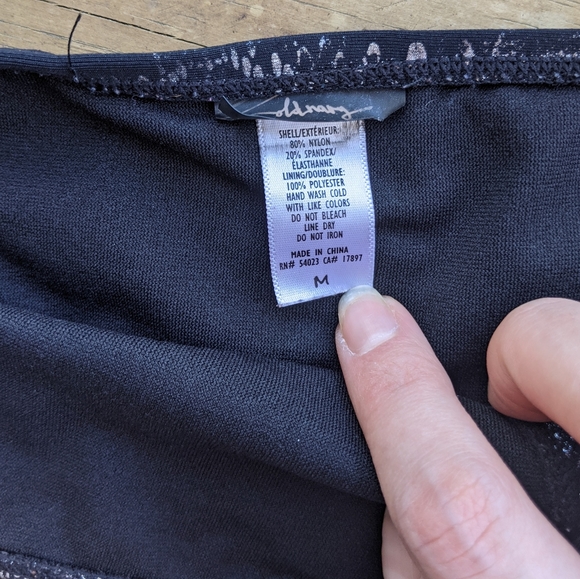 old navy
SHELL/EXTÉRIEUR:
80% NYLON
20% SPANDEX/
ÉLASTHANNE
LINING/DOUBLURE:
100% POLYESTER
HAND WASH COLD
WITH LIKE COLORS
DO NOT BLEACH
LINE DRY
DO NOT IRON
MADE IN CHINA
RN# 54023 CA# 17897
M